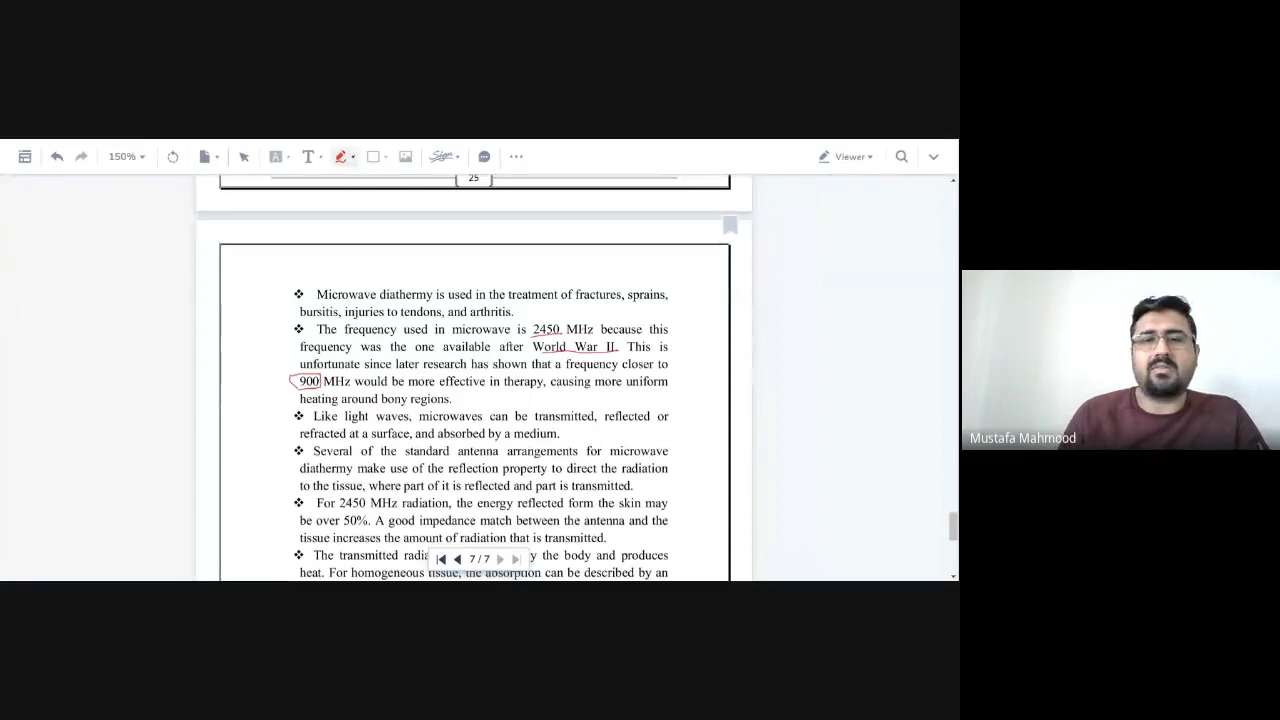 150%
T
Sign
Viewer
25
❖ Microwave diathermy is used in the treatment of fractures, sprains,
bursitis, injuries to tendons, and arthritis.
❖ The frequency used in microwave is 2450 MHz because this
frequency was the one available after World War II. This is
unfortunate since later research has shown that a frequency closer to
900 MHz would be more effective in therapy, causing more uniform
heating around bony regions.
❖ Like light waves, microwaves can be transmitted, reflected or
refracted at a surface, and absorbed by a medium.
❖ Several of the standard antenna arrangements for microwave
diathermy make use of the reflection property to direct the radiation
to the tissue, where part of it is reflected and part is transmitted.
❖ For 2450 MHz radiation, the energy reflected form the skin may
be over 50%. A good impedance match between the antenna and the
tissue increases the amount of radiation that is transmitted.
❖ The transmitted the body and produces
heat. For homogeneous tissue, the absorption can be described by an
7 / 7
Mustafa Mahmood